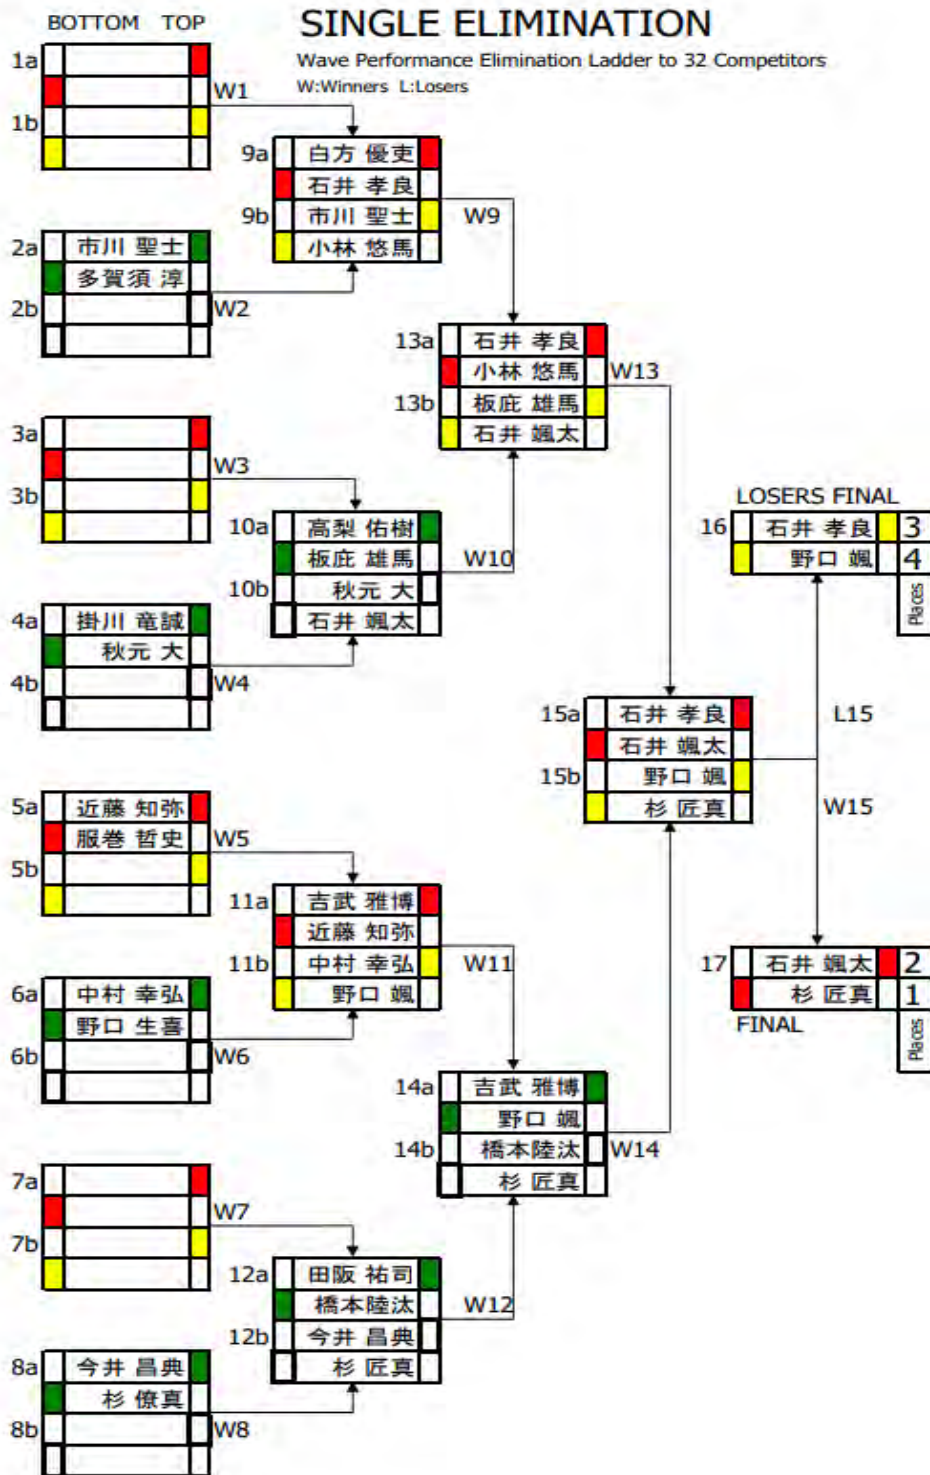 BOTTOM TOP
SINGLE ELIMINATION
Wave Performance Elimination Ladder to 32 Competitors
W:Winners L:Losers
1a
W1
1b
9a 白方 優吏
石井 孝良
9b 市川 聖士
W9
小林 悠馬
2a 市川 聖士
多賀須 淳
2b
W2
13a 石井 孝良
小林 悠馬
W13
13b 板庇 雄馬
石井 颯太
3a
W3
3b
10a 高梨 佑樹
板庇 雄馬
W10
10b 秋元 大
石井 颯太
4a 掛川 竜誠
秋元 大
4b
W4
LOSERS FINAL
16 石井 孝良 3
野口 颯 4
Places
15a 石井 孝良
石井 颯太
15b 野口 颯
杉 匠真
L15
W15
5a 近藤 知弥
服巻 哲史
W5
5b
11a 吉武 雅博
近藤 知弥
11b 中村 幸弘
W11
野口 颯
17 石井 颯太 2
杉 匠真 1
FINAL
Places
6a 中村 幸弘
野口 生喜
6b
W6
14a 吉武 雅博
野口 颯
14b 橋本陸汰
W14
杉 匠真
7a
W7
7b
12a 田阪 祐司
橋本陸汰
W12
12b 今井 昌典
杉 匠真
8a 今井 昌典
杉 僚真
8b
W8